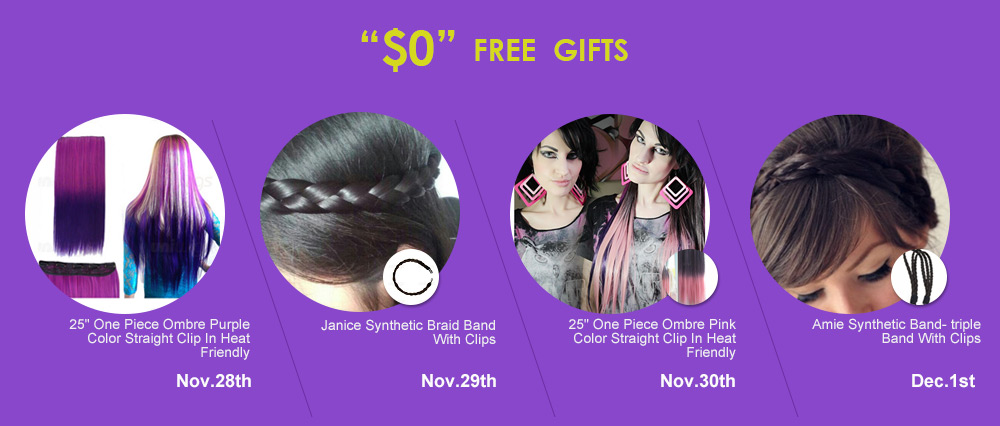 “$0” FREE GIFTS
25" One Piece Ombre Purple
Color Straight Clip In Heat
Friendly
Nov.28th
Janice Synthetic Braid Band
With Clips
Nov.29th
25" One Piece Ombre Pink
Color Straight Clip In Heat
Friendly
Nov.30th
Amie Synthetic Band- triple
Band With Clips
Dec.1st